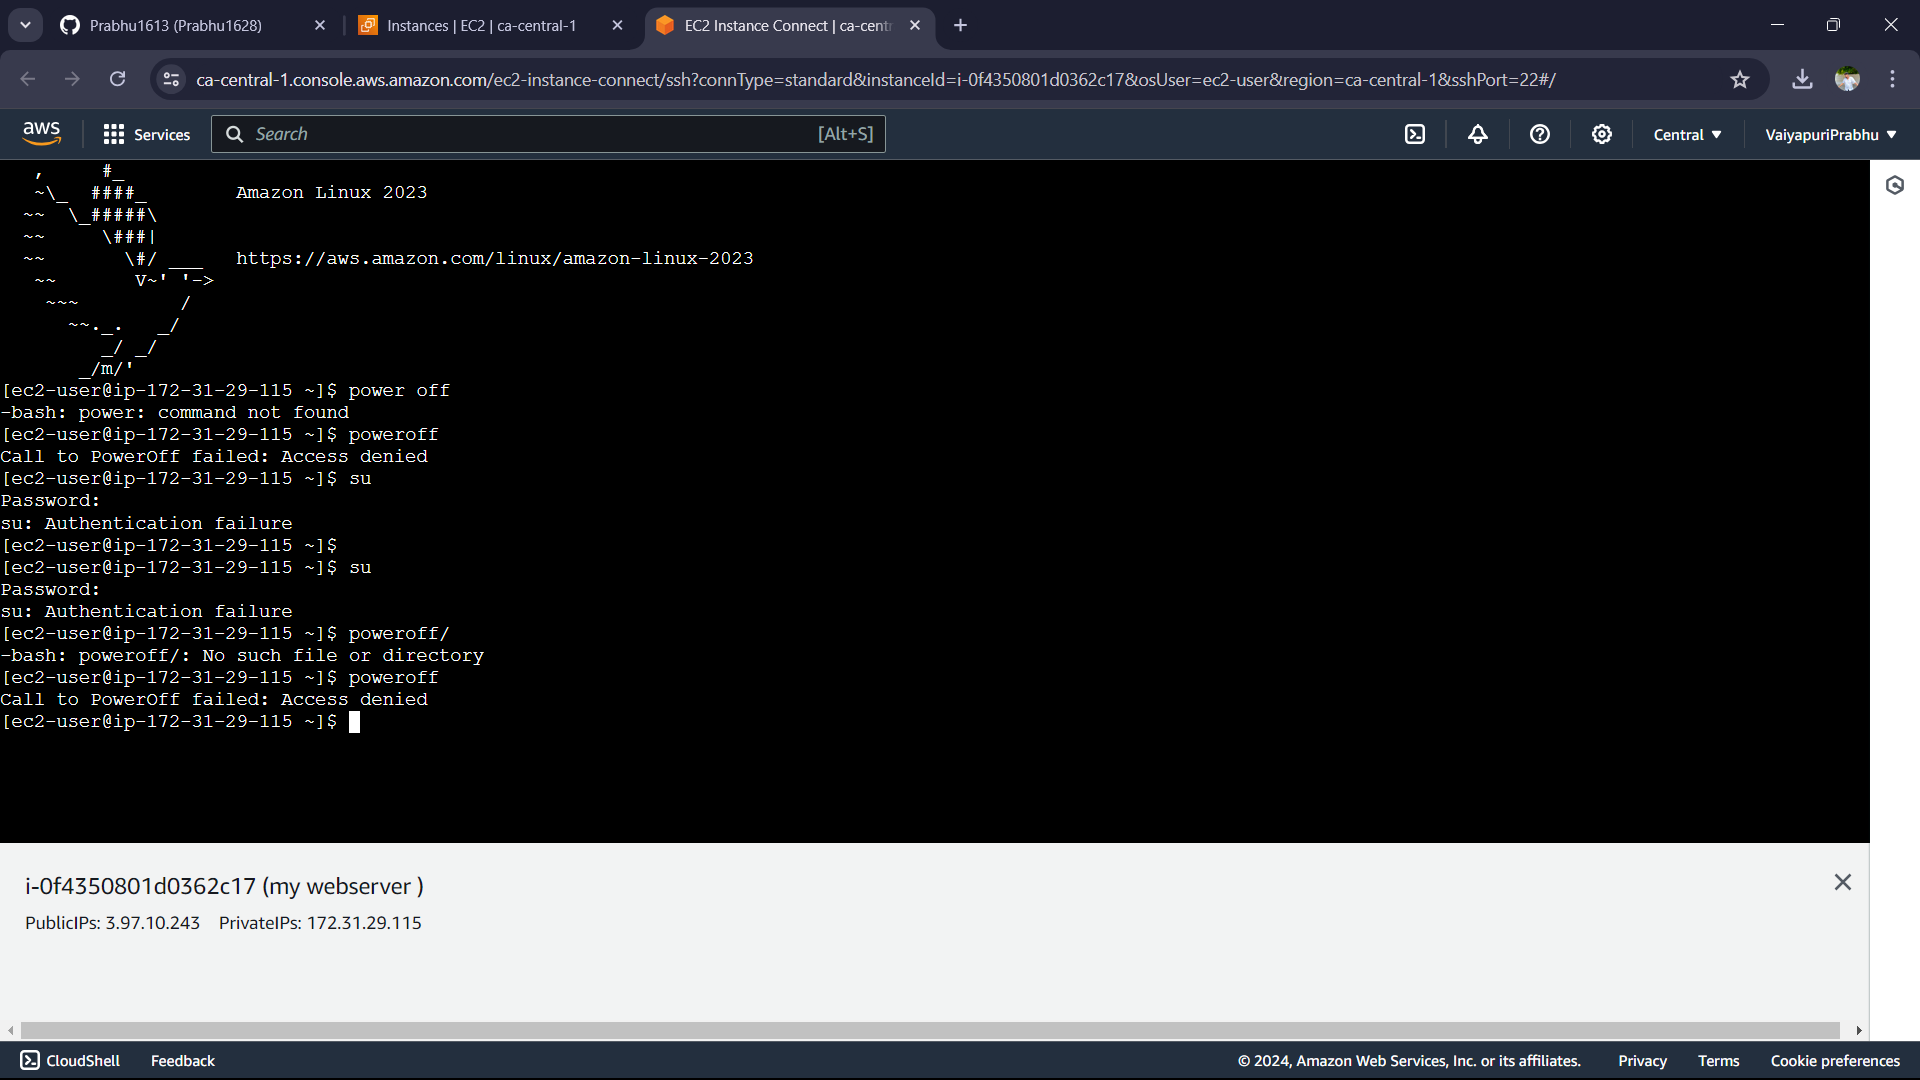 Prabhu1613 (Prabhu1628)
Instances | EC2 | ca-central-1
EC2 Instance Connect | ca-centr
ca-central-1.console.aws.amazon.com/ec2-instance-connect/ssh?connType=standard&instanceId=i-0f4350801d0362c17&osUser=ec2-user&region=ca-central-1&sshPort=22#/
aws
Services
Search
[Alt+S]
Central
VaiyapuriPrabhu
   ,     #_
   ~\_  ####_        Amazon Linux 2023
  ~~  \_#####\
  ~~     \###|
  ~~       \#/ ___   https://aws.amazon.com/linux/amazon-linux-2023
   ~~       V~' '->
    ~~~         /
      ~~._.   _/
         _/ _/
       _/m/'
[ec2-user@ip-172-31-29-115 ~]$ power off
-bash: power: command not found
[ec2-user@ip-172-31-29-115 ~]$ poweroff
Call to PowerOff failed: Access denied
[ec2-user@ip-172-31-29-115 ~]$ su
Password:
su: Authentication failure
[ec2-user@ip-172-31-29-115 ~]$
[ec2-user@ip-172-31-29-115 ~]$ su
Password:
su: Authentication failure
[ec2-user@ip-172-31-29-115 ~]$ poweroff/
-bash: poweroff/: No such file or directory
[ec2-user@ip-172-31-29-115 ~]$ poweroff
Call to PowerOff failed: Access denied
[ec2-user@ip-172-31-29-115 ~]$
i-0f4350801d0362c17 (my webserver )
PublicIPs: 3.97.10.243 PrivateIPs: 172.31.29.115
CloudShell
Feedback
© 2024, Amazon Web Services, Inc. or its affiliates.
Privacy
Terms
Cookie preferences